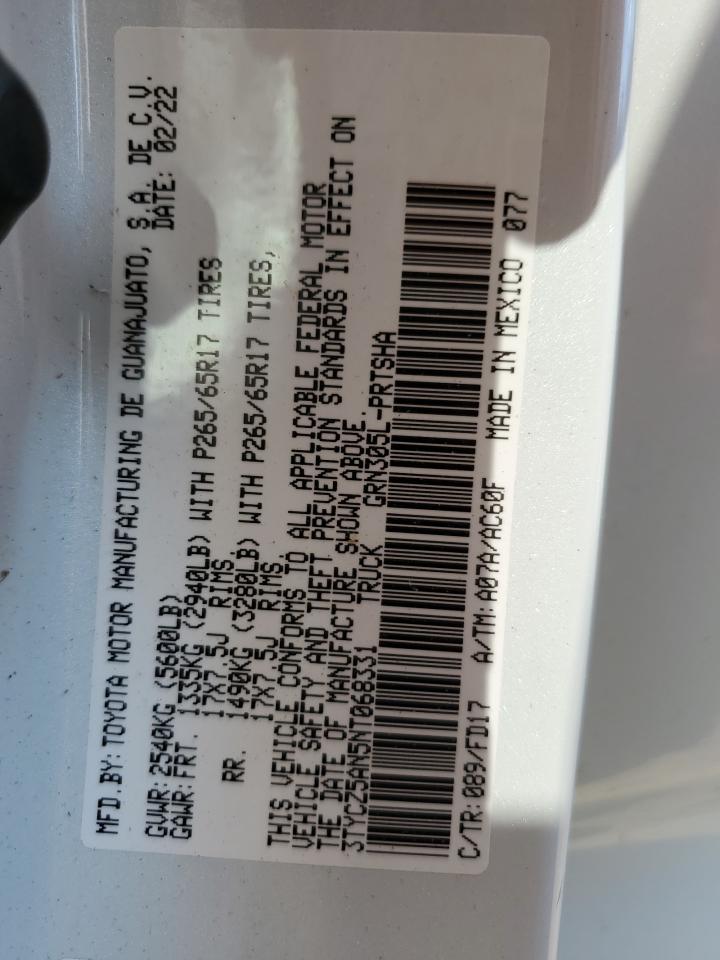 MFD.BY: TOYOTA MOTOR MANUFACTURING DE GUANAJUATO, S.A. DE C.V.
DATE: 02/22
GVWR: 2540KG (5600LB)
GAWR: FRT. 1335KG (2940LB) WITH P265/65R17 TIRES
17X7.5J RIMS,
RR. 1490KG (3280LB) WITH P265/65R17 TIRES,
17X7.5J RIMS.
THIS VEHICLE CONFORMS TO ALL APPLICABLE FEDERAL MOTOR
VEHICLE SAFETY AND THEFT PREVENTION STANDARDS IN EFFECT ON
THE DATE OF MANUFACTURE SHOWN ABOVE.
3TYCZ5AN5NT068331 TRUCK GRN305L-PRTSHA
C/TR: 089/FD17 A/TM: A07A/AC60F MADE IN MEXICO 077